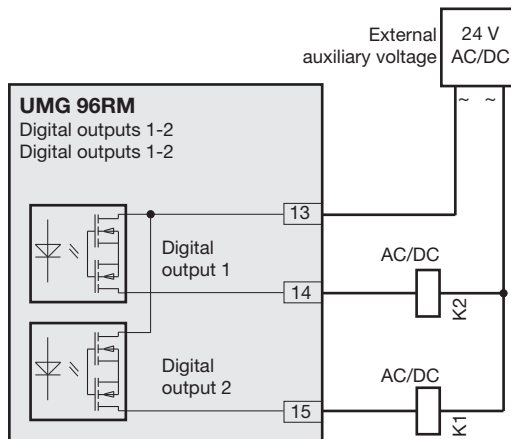 External
auxiliary voltage
24 V
AC/DC
~ ~
UMG 96RM
Digital outputs 1-2
Digital outputs 1-2
13
Digital
output 1
AC/DC
14
K2
Digital
output 2
AC/DC
15
K1